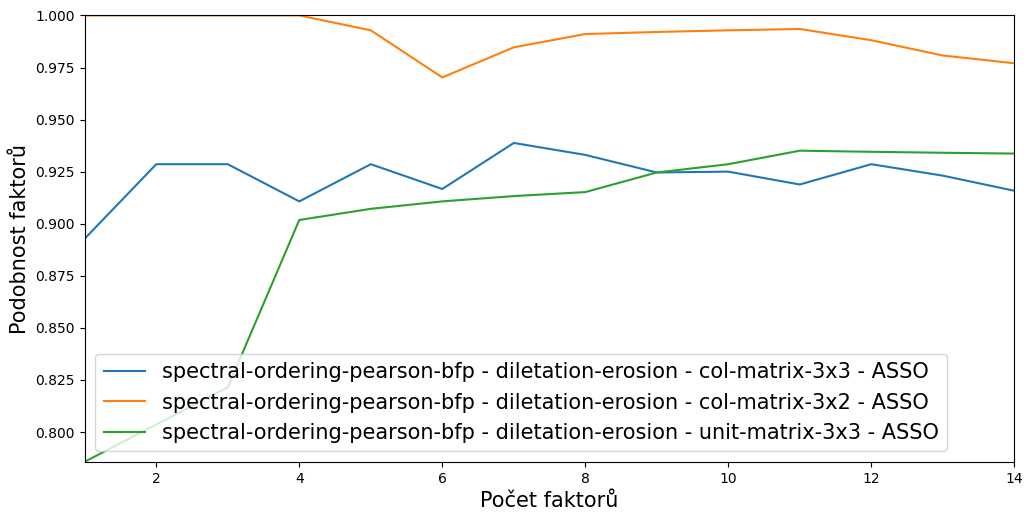 1.000
0.975
0.950
0.925
0.900
0.875
0.850
0.825
0.800
Podobnost faktorů
spectral-ordering-pearson-bfp - diletation-erosion - col-matrix-3x3 - ASSO
spectral-ordering-pearson-bfp - diletation-erosion - col-matrix-3x2 - ASSO
spectral-ordering-pearson-bfp - diletation-erosion - unit-matrix-3x3 - ASSO
2 4 6 8 10 12 14
Počet faktorů